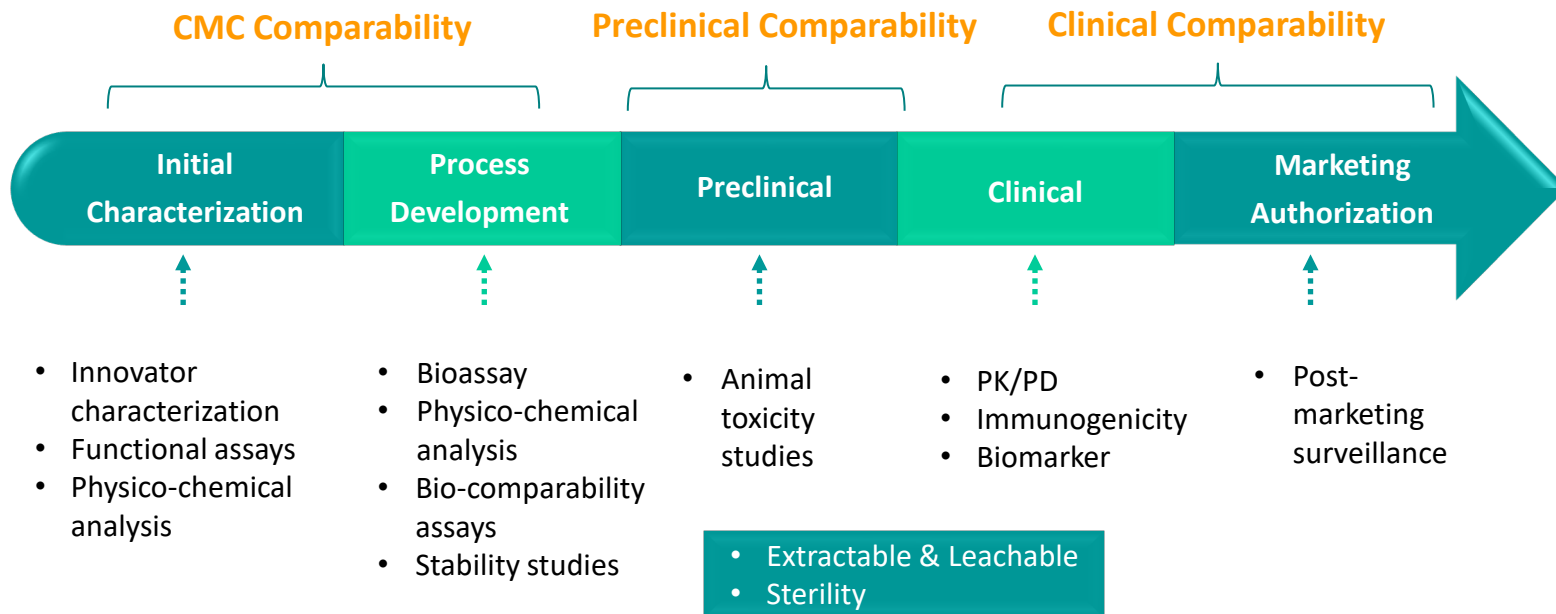 CMC Comparability
Preclinical Comparability
Clinical Comparability
Initial
Characterization
Process
Development
Preclinical
Clinical
Marketing
Authorization
• Innovator
characterization
• Functional assays
• Physico-chemical
analysis
• Bioassay
• Physico-chemical
analysis
• Bio-comparability
assays
• Stability studies
• Animal
toxicity
studies
• PK/PD
• Immunogenicity
• Biomarker
• Post-
marketing
surveillance
• Extractable & Leachable
• Sterility